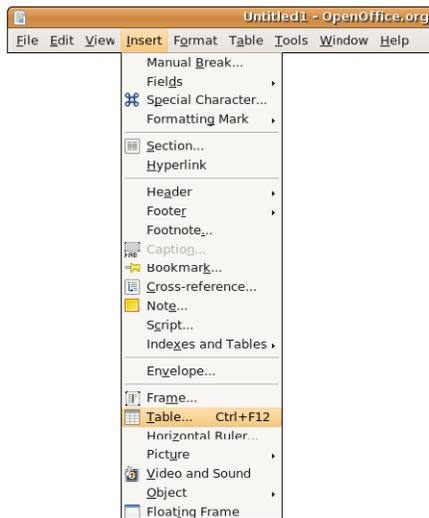 Untitled1 - OpenOffice.org
File Edit View Insert Format Table Tools Window Help
Manual Break...
Fields
Special Character...
Formatting Mark
Section...
Hyperlink
Header
Footer
Footnote...
Caption...
Bookmark...
Cross-reference...
Note...
Script...
Indexes and Tables
Envelope...
Frame...
Table... Ctrl+F12
Horizontal Ruler...
Picture
Video and Sound
Object
Floating Frame